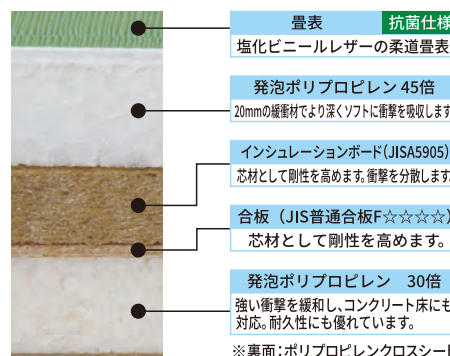 畳表 抗菌仕様
塩化ビニールレザーの柔道畳表
発泡ポリプロピレン 45倍
20mmの緩衝材でより深くソフトに衝撃を吸収します
インシュレーションボード(JISA5905)
芯材として剛性を高めます。衝撃を分散します。
合板（JIS普通合板F☆☆☆☆）
芯材として剛性を高めます。
発泡ポリプロピレン 30倍
強い衝撃を緩和し、コンクリート床にも
対応。耐久性にも優れています。
※裏面：ポリプロピレンクロスシート